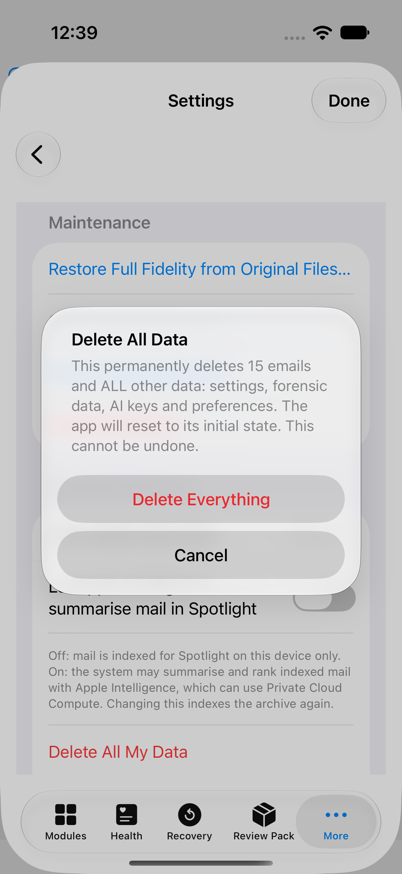 12:39
Settings
Done
Maintenance
Restore Full Fidelity from Original Files...
Delete All Data
This permanently deletes 15 emails
and ALL other data: settings, forensic
data, AI keys and preferences. The
app will reset to its initial state. This
cannot be undone.
Delete Everything
Cancel
summarise mail in Spotlight
Off: mail is indexed for Spotlight on this device only.
On: the system may summarise and rank indexed mail
with Apple Intelligence, which can use Private Cloud
Compute. Changing this indexes the archive again.
Delete All My Data
Modules
Health
Recovery
Review Pack
More